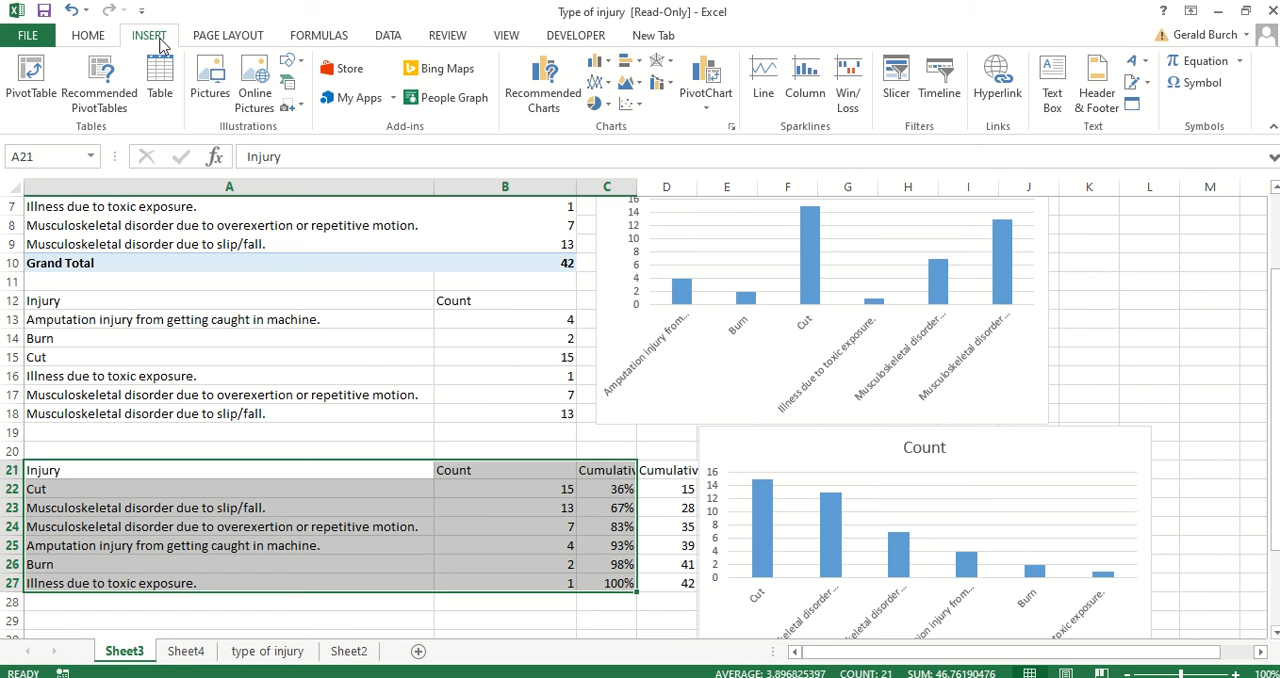 Type of injury [Read-Only] - Excel
?
FILE HOME INSERT PAGE LAYOUT FORMULAS DATA REVIEW VIEW DEVELOPER New Tab Gerald Burch
PivotTable Recommended PivotTables Table Pictures Online Pictures Store My Apps Bing Maps People Graph Recommended Charts PivotChart Line Column Win/Loss Slicer Timeline Hyperlink Text Box Header & Footer Equation Symbol
Tables Illustrations Add-ins Charts Sparklines Filters Links Text Symbols
A21 fx Injury
A B C D E F G H I J K L M
7 Illness due to toxic exposure. 1
8 Musculoskeletal disorder due to overexertion or repetitive motion. 7
9 Musculoskeletal disorder due to slip/fall. 13
10 Grand Total 42
11
12 Injury Count
13 Amputation injury from getting caught in machine. 4
14 Burn 2
15 Cut 15
16 Illness due to toxic exposure. 1
17 Musculoskeletal disorder due to overexertion or repetitive motion. 7
18 Musculoskeletal disorder due to slip/fall. 13
19
20
21 Injury Count Cumulativ Cumulativ
22 Cut 15 36% 15
23 Musculoskeletal disorder due to slip/fall. 13 67% 28
24 Musculoskeletal disorder due to overexertion or repetitive motion. 7 83% 35
25 Amputation injury from getting caught in machine. 4 93% 39
26 Burn 2 98% 41
27 Illness due to toxic exposure. 1 100% 42
28
29
16
14
12
10
8
6
4
2
0
Amputation injury from...
Burn
Cut
Illness due to toxic exposure.
Musculoskeletal disorder...
Musculoskeletal disorder...
Count
16
14
12
10
8
6
4
2
0
Cut
eletal disorder...
eletal disorder...
on injury from...
Burn
toxic exposure.
Sheet3 Sheet4 type of injury Sheet2
READY AVERAGE: 3.896825397 COUNT: 21 SUM: 46.76190476 100%